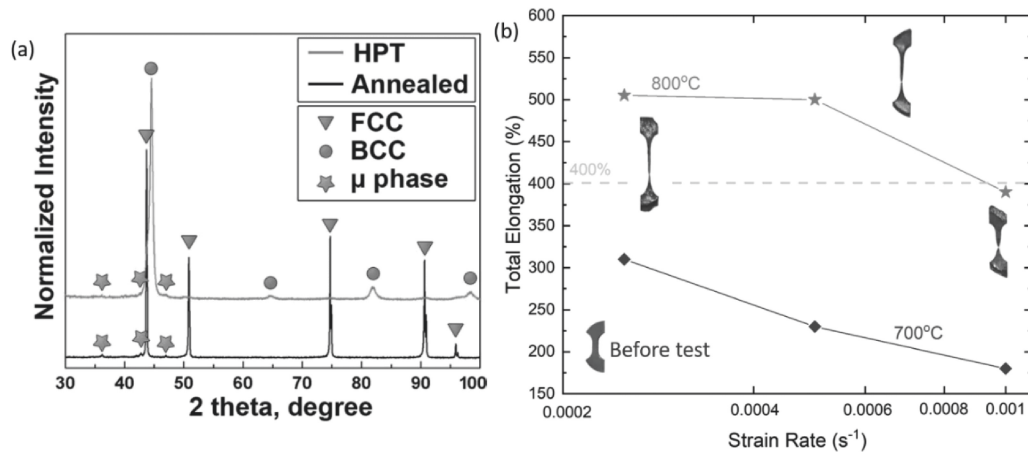 (a)
HPT
Annealed
FCC
BCC
μ phase
Normalized Intensity
30 40 50 60 70 80 90 100
2 theta, degree
(b)
600
550
500
450
400
350
300
250
200
150
Total Elongation (%)
800°C
400%
700°C
Before test
0.0002 0.0004 0.0006 0.0008 0.001
Strain Rate (s⁻¹)